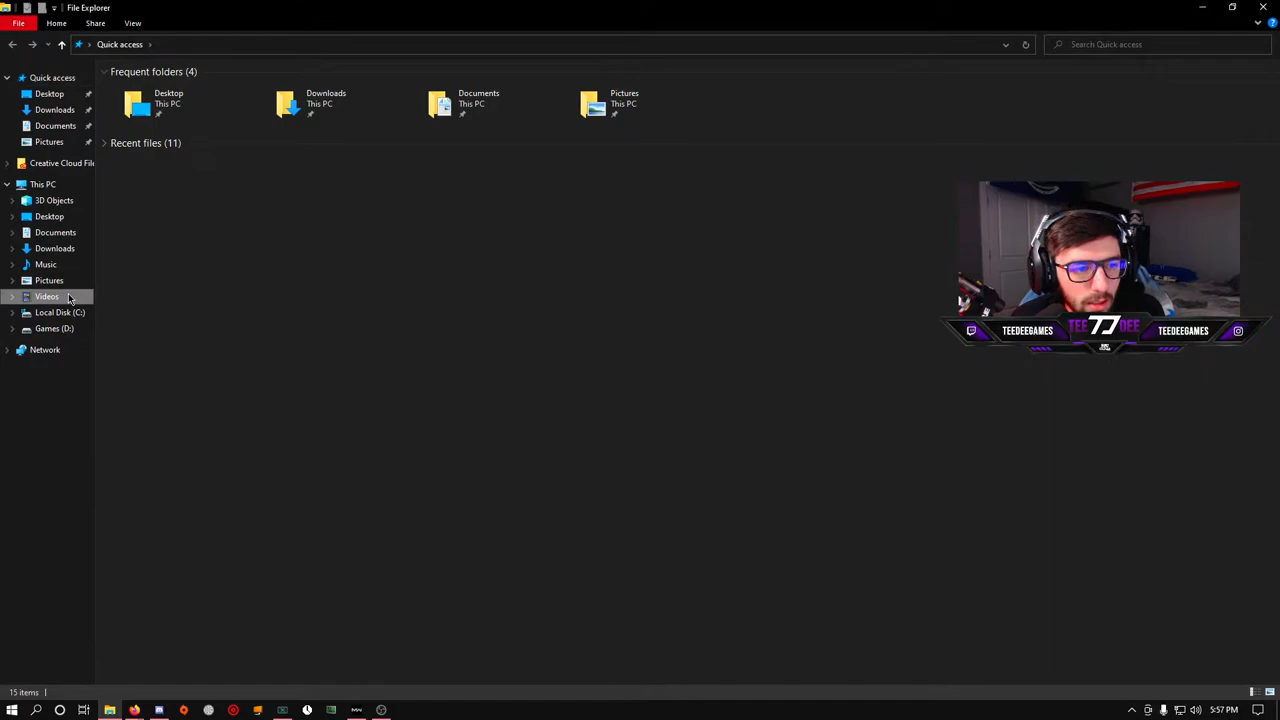 File Explorer
File Home Share View
Quick access
Search Quick access
Quick access
Desktop
Downloads
Documents
Pictures
Creative Cloud File
This PC
3D Objects
Desktop
Documents
Downloads
Music
Pictures
Videos
Local Disk (C:)
Games (D:)
Network
Frequent folders (4)
Desktop
This PC
Downloads
This PC
Documents
This PC
Pictures
This PC
Recent files (11)
TEEDEEGAMES TEE DEE TEEDEEGAMES
15 items
5:57 PM